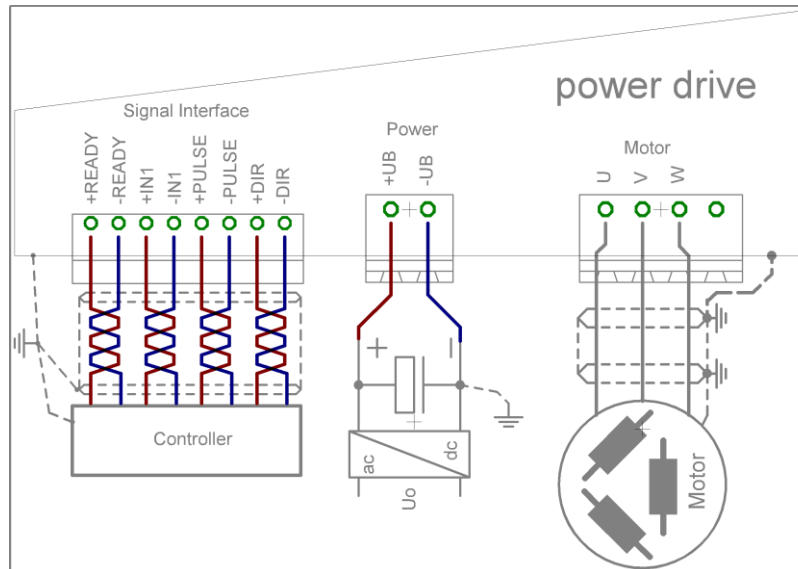 power drive
Signal Interface
+READY
-READY
+IN1
-IN1
+PULSE
-PULSE
+DIR
-DIR
Power
+UB
-UB
Motor
U
V
W
+
−
Controller
ac
dc
Uo
Motor